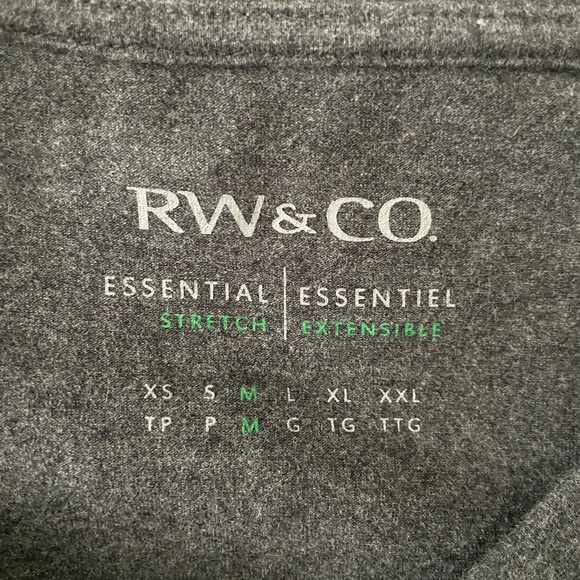 RW & CO.
ESSENTIAL | ESSENTIEL
STRETCH | EXTENSIBLE
XS S M L XL XXL
TP P M G TG TTG